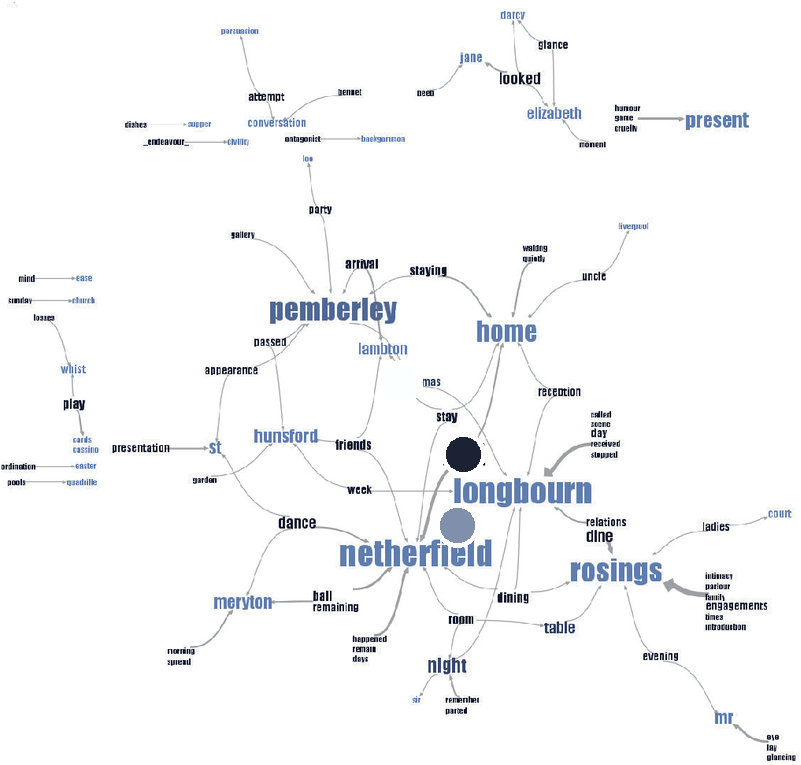 darcy
persuasion
glance
jane
looked
attempt
bennet
been
elizabeth
humour
game
cruelly
present
dishes
supper
conversation
_endeavour_
civility
antagonist
backgammon
moment
loo
party
gallery
liverpool
walking
quietly
arrival
staying
uncle
mind
ease
sunday
church
pemberley
losses
home
passed
lambton
whist
appearance
mas
reception
play
stay
called
scene
day
received
stopped
cards
cassino
presentation
st
hunsford
friends
ordination
easter
pools
quadrille
garden
week
longbourn
court
dance
relations
ladies
dine
netherfield
rosings
intimacy
parlour
family
engagements
times
introduction
meryton
ball
remaining
dining
room
table
happened
remain
days
morning
spread
night
evening
sir
remember
parted
mr
eye
lay
glancing